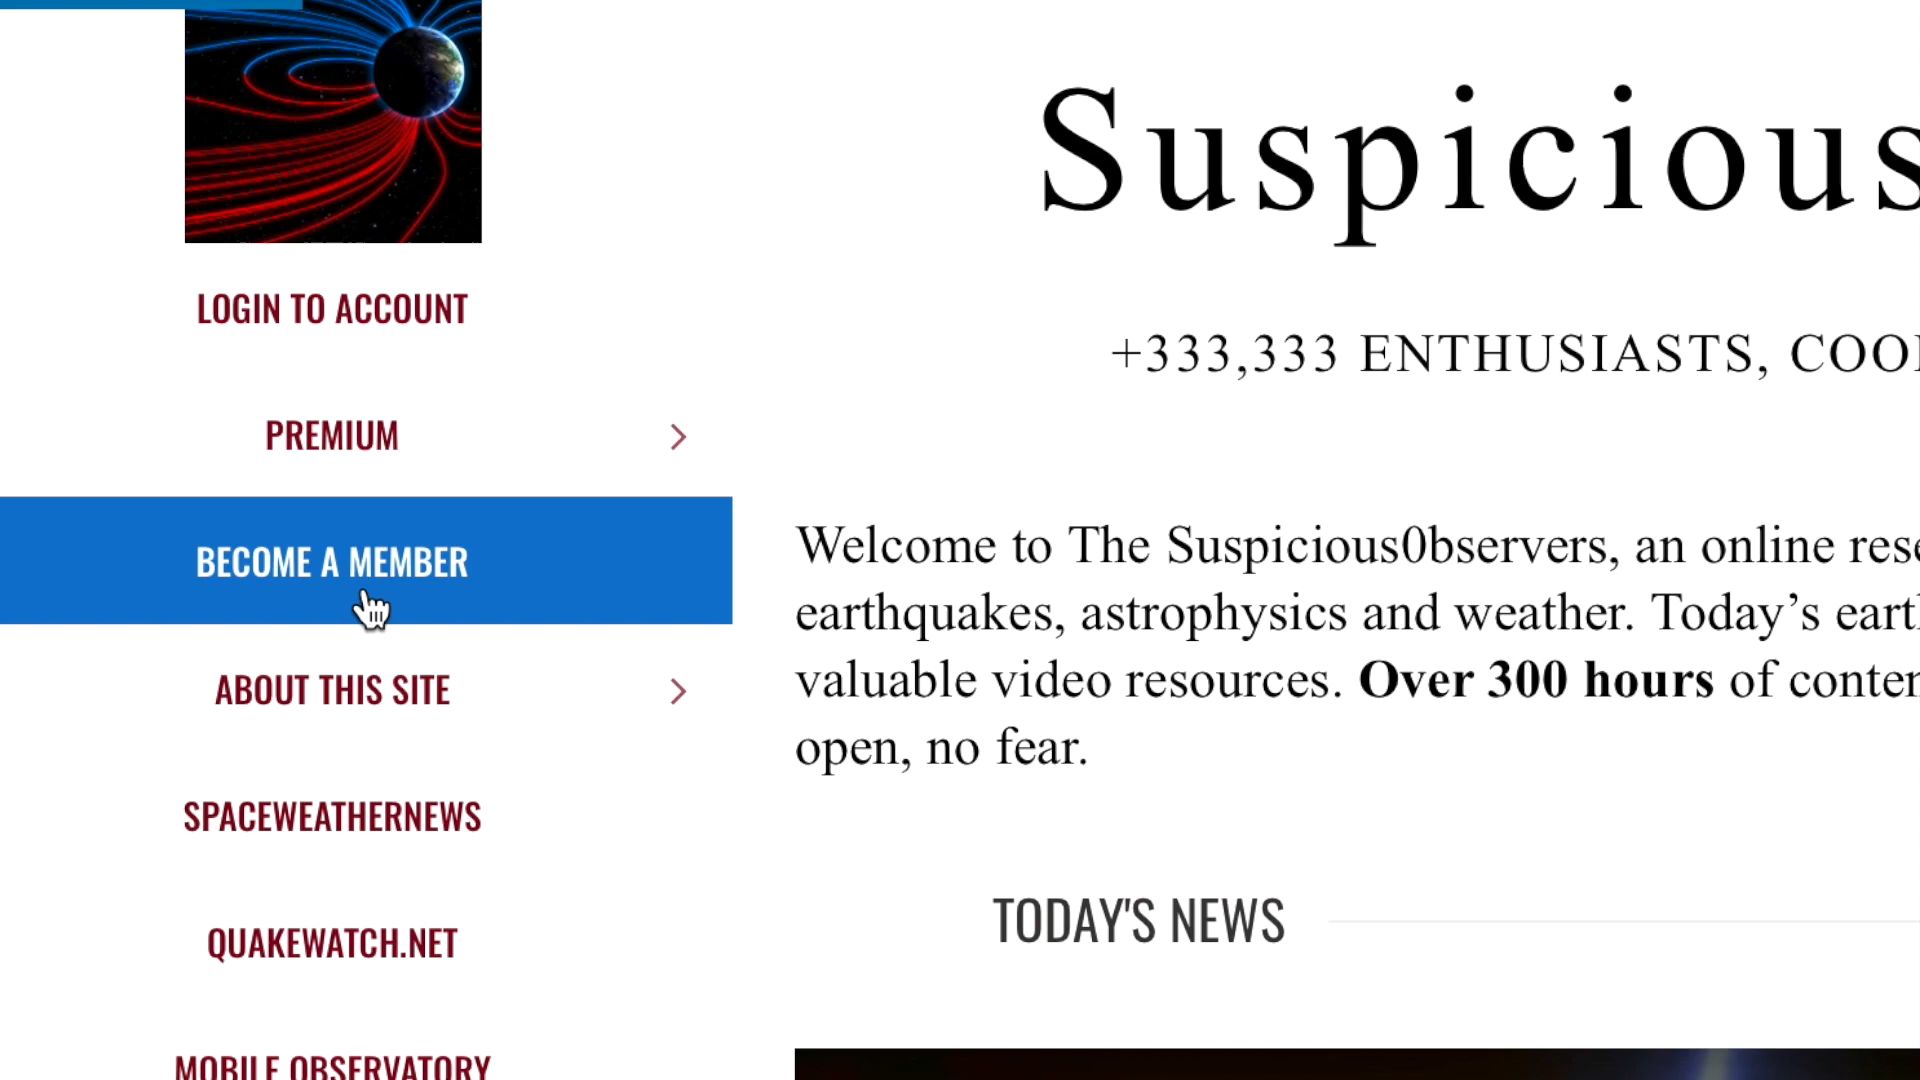 Suspicious
+333,333 ENTHUSIASTS,
LOGIN TO ACCOUNT
PREMIUM
BECOME A MEMBER
ABOUT THIS SITE
SPACEWEATHERNEWS
QUAKEWATCH.NET
MOBILE OBSERVATORY
Welcome to The Suspicious0bservers, an online
earthquakes, astrophysics and weather. Today’s
valuable video resources. Over 300 hours of
open, no fear.
TODAY'S NEWS